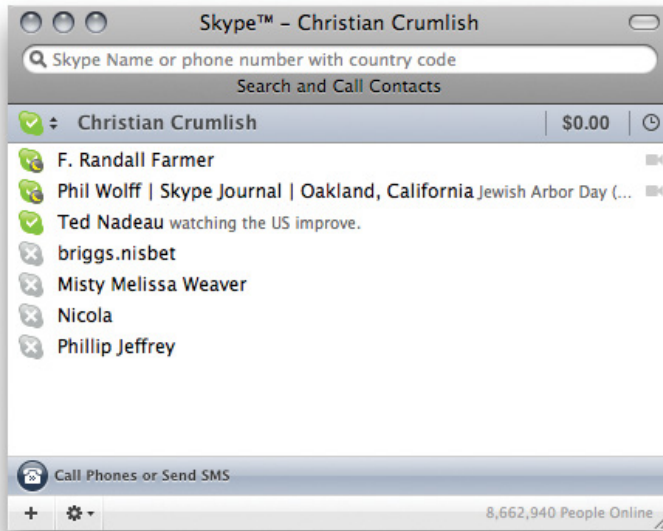 Skype™ – Christian Crumlish
Skype Name or phone number with country code
Search and Call Contacts
Christian Crumlish $0.00
F. Randall Farmer
Phil Wolff | Skype Journal | Oakland, California Jewish Arbor Day (...
Ted Nadeau watching the US improve.
briggs.nisbet
Misty Melissa Weaver
Nicola
Phillip Jeffrey
Call Phones or Send SMS
8,662,940 People Online